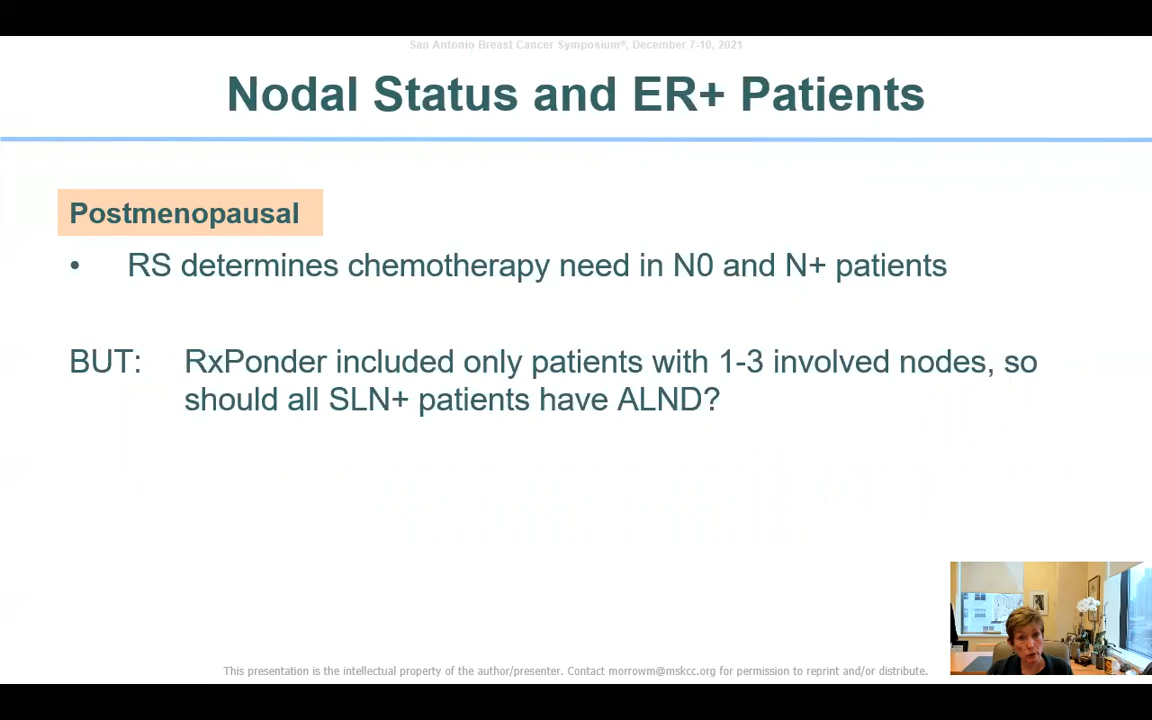 San Antonio Breast Cancer Symposium®, December 7-10, 2021
Nodal Status and ER+ Patients
Postmenopausal
• RS determines chemotherapy need in N0 and N+ patients
BUT: RxPonder included only patients with 1-3 involved nodes, so
should all SLN+ patients have ALND?
This presentation is the intellectual property of the author/presenter. Contact morrowm@mskcc.org for permission to reprint and/or distribute.